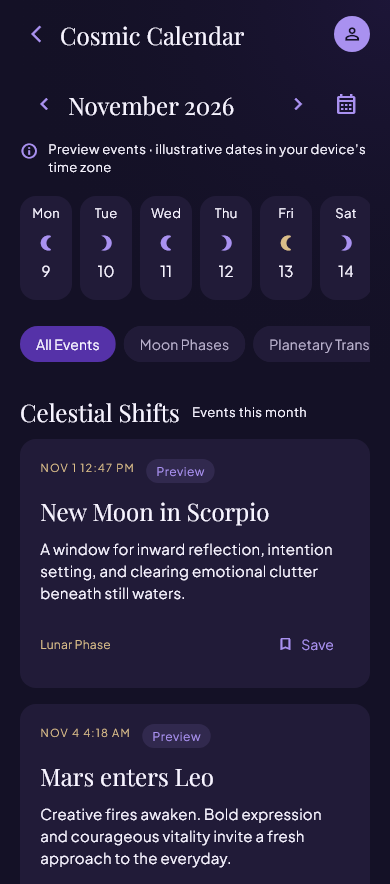 Cosmic Calendar
November 2026
Preview events · illustrative dates in your device's
time zone
Mon Tue Wed Thu Fri Sat
9 10 11 12 13 14
All Events Moon Phases Planetary Trans
Celestial Shifts Events this month
NOV 1 12:47 PM Preview
New Moon in Scorpio
A window for inward reflection, intention
setting, and clearing emotional clutter
beneath still waters.
Lunar Phase Save
NOV 4 4:18 AM Preview
Mars enters Leo
Creative fires awaken. Bold expression
and courageous vitality invite a fresh
approach to the everyday.